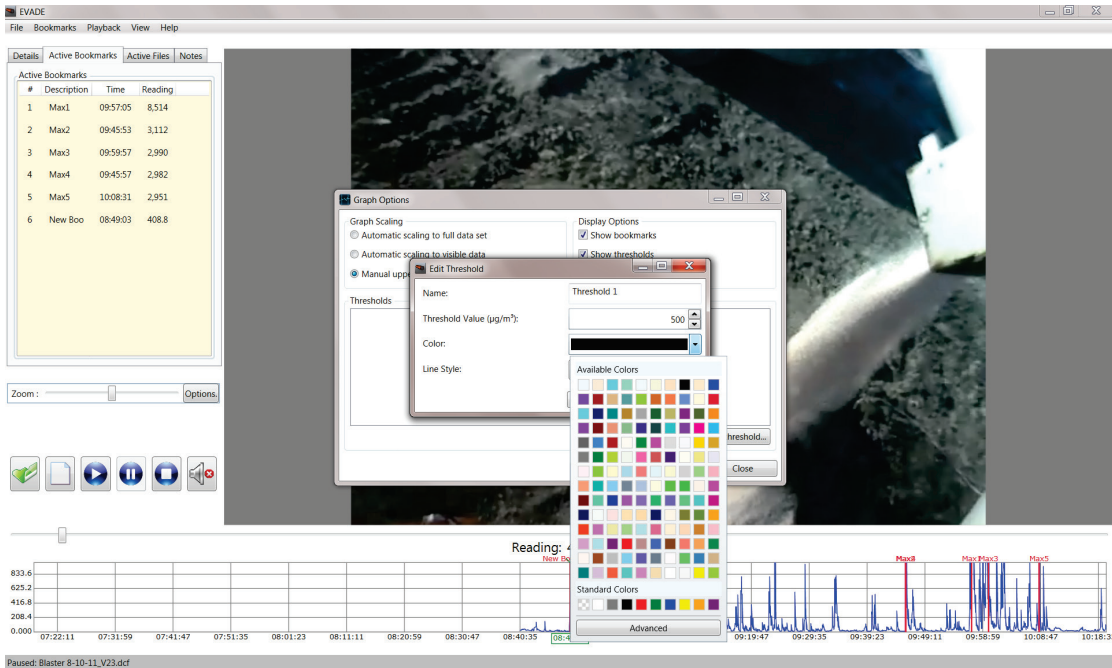 EVADE
File Bookmarks Playback View Help
Details Active Bookmarks Active Files Notes
Active Bookmarks
# Description Time Reading
1 Max1 09:57:05 8,514
2 Max2 09:45:53 3,112
3 Max3 09:59:57 2,990
4 Max4 09:45:57 2,982
5 Max5 10:08:31 2,951
6 New Boo 08:49:03 408.8
Zoom : Options.
Graph Options
Graph Scaling
Automatic scaling to full data set
Automatic scaling to visible data
Manual uppe
Display Options
Show bookmarks
Show thresholds
Thresholds
Edit Threshold
Name: Threshold 1
Threshold Value (µg/m³): 500
Color:
Line Style:
Available Colors
Standard Colors
Advanced
hreshold...
Close
Reading: 4
New Bo Max1 Max3 Max5
833.6
625.2
416.8
208.4
0.000
07:22:11 07:31:59 07:41:47 07:51:35 08:01:23 08:11:11 08:20:59 08:30:47 08:40:35 08:4 09:19:47 09:29:35 09:39:23 09:49:11 09:58:59 10:08:47 10:18:3
Paused: Blaster 8-10-11_V23.dcf